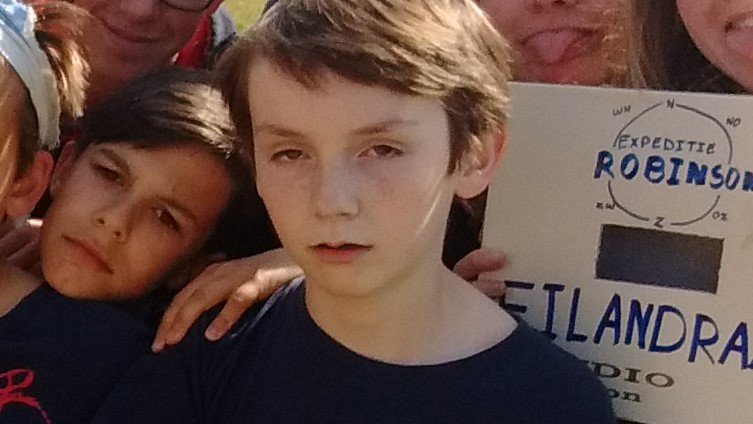 WN N NO
EXPEDITIE
ROBINSON
ZW Z OZ
EILANDRA
DIO
on